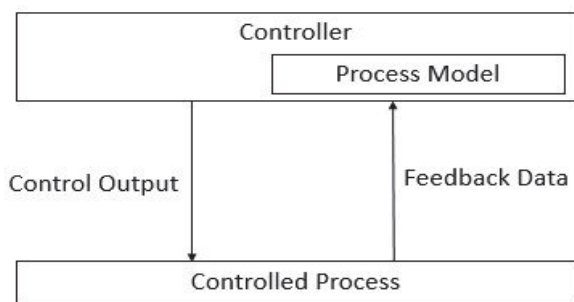 Controller
Process Model
Control Output
Feedback Data
Controlled Process